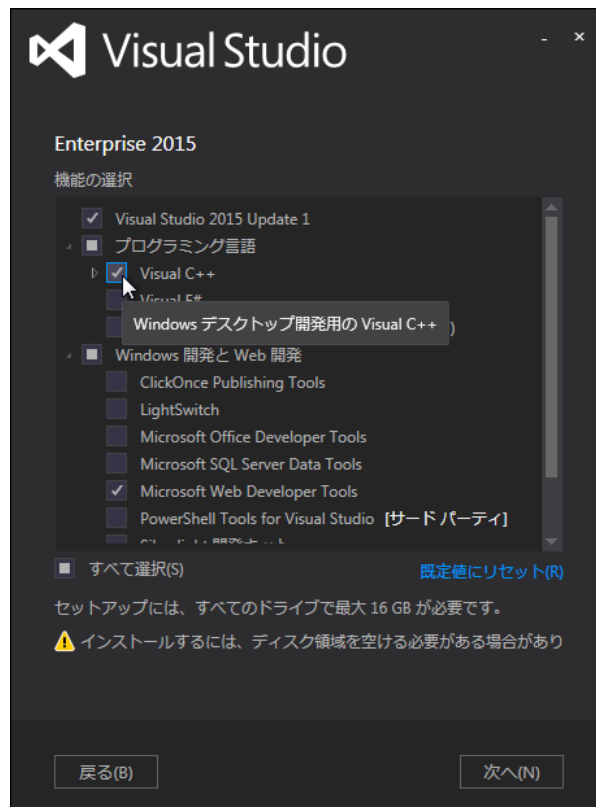 Visual Studio
Enterprise 2015
機能の選択
Visual Studio 2015 Update 1
プログラミング言語
Visual C++
Visual F#
Windows デスクトップ開発用の Visual C++
)
Windows 開発と Web 開発
ClickOnce Publishing Tools
LightSwitch
Microsoft Office Developer Tools
Microsoft SQL Server Data Tools
Microsoft Web Developer Tools
PowerShell Tools for Visual Studio [サード パーティ]
Silverlight 開発キット
すべて選択(S) 既定値にリセット(R)
セットアップには、すべてのドライブで最大 16 GB が必要です。
インストールするには、ディスク領域を空ける必要がある場合があり
戻る(B) 次へ(N)